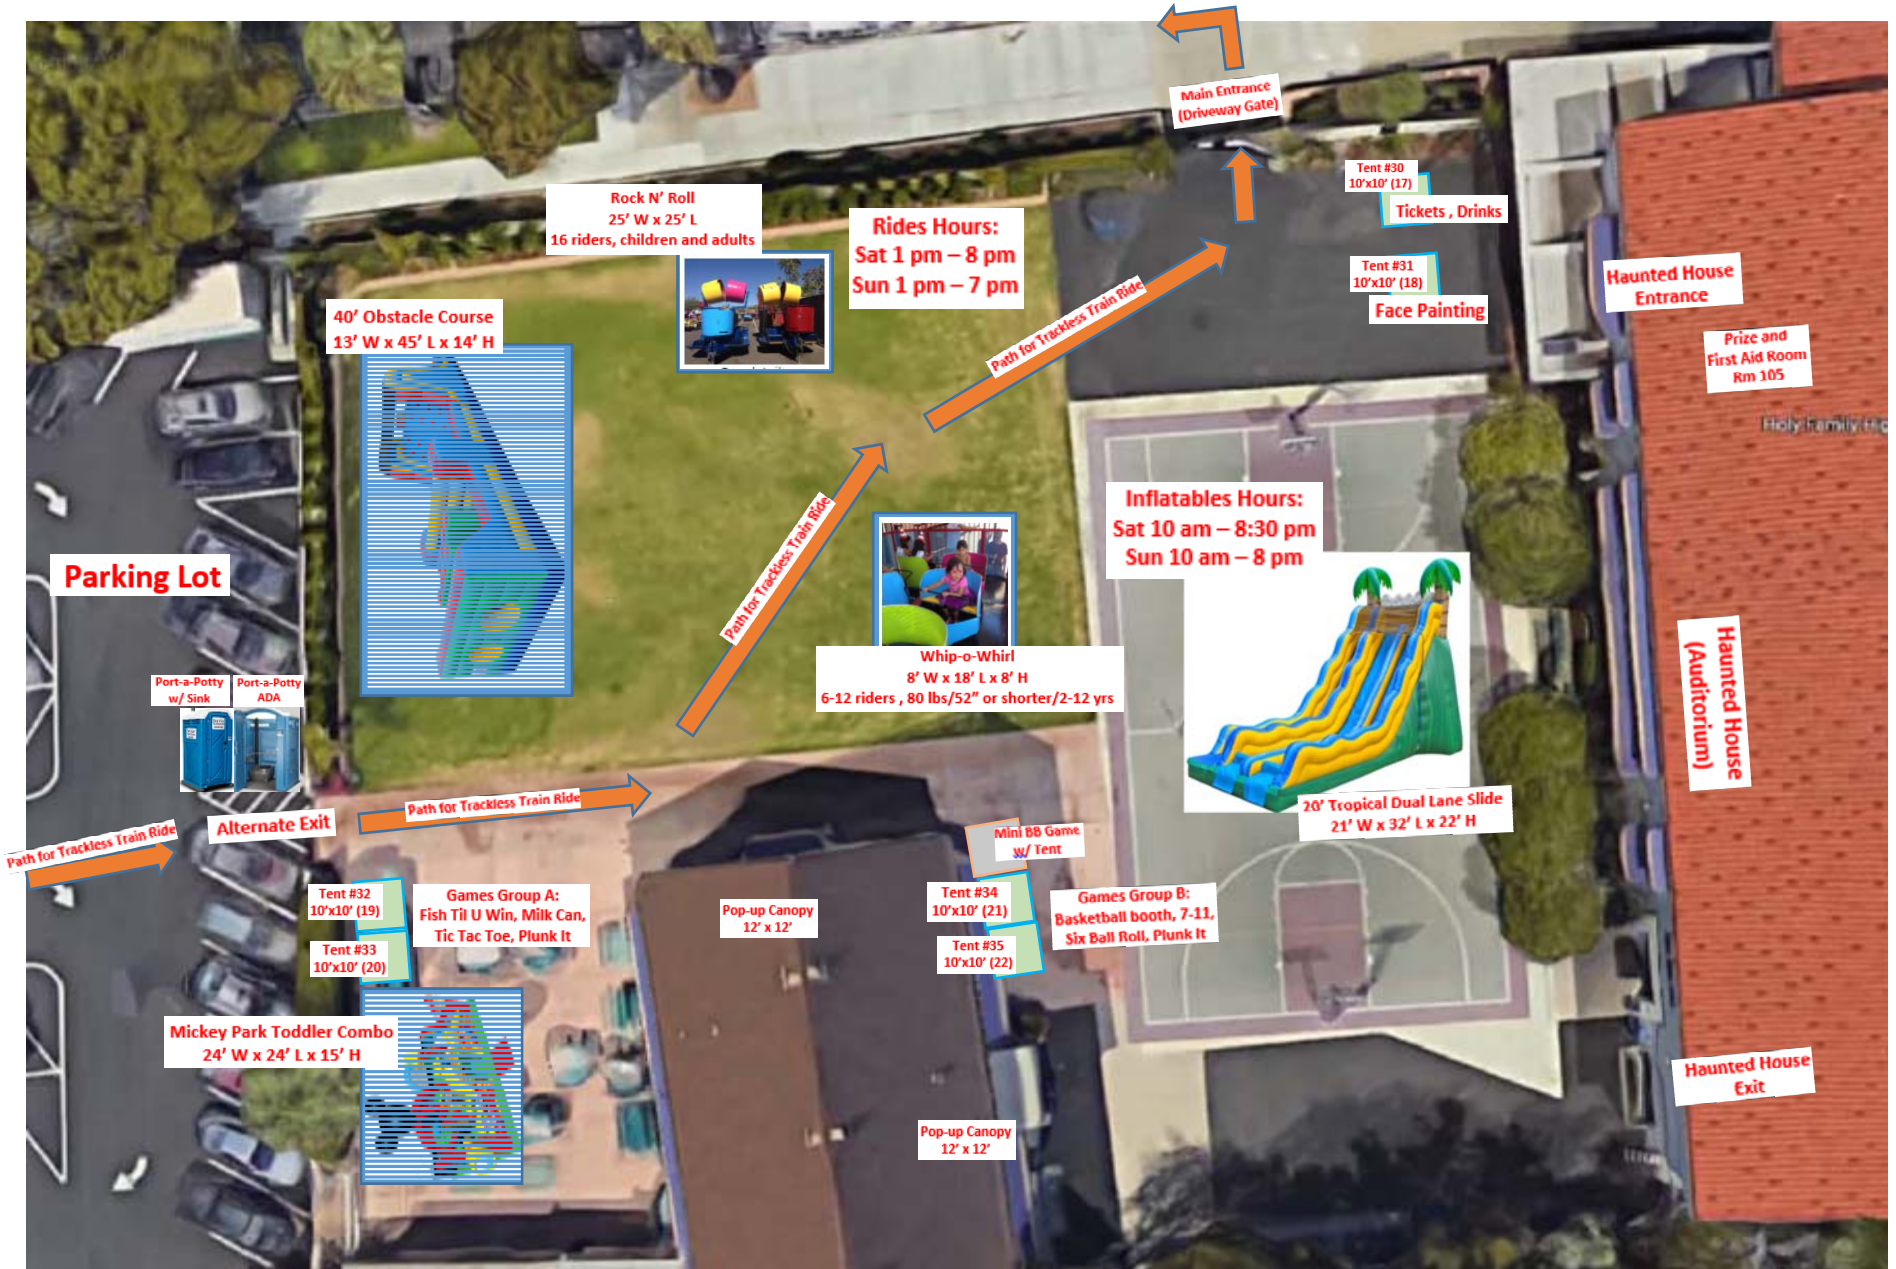 Main Entrance
(Driveway Gate)
Tent #30
10'x10' (17)
Tickets , Drinks
Rock N' Roll
25' W x 25' L
16 riders, children and adults
Rides Hours:
Sat 1 pm – 8 pm
Sun 1 pm – 7 pm
Tent #31
10'x10' (18)
Face Painting
Haunted House
Entrance
40' Obstacle Course
13' W x 45' L x 14' H
Path for Trackless Train Ride
Prize and
First Aid Room
Rm 105
Holy Family Hig
Inflatables Hours:
Sat 10 am – 8:30 pm
Sun 10 am – 8 pm
Path for Trackless Train Ride
Parking Lot
Whip-o-Whirl
8' W x 18' L x 8' H
6-12 riders , 80 lbs/52" or shorter/2-12 yrs
Haunted House
(Auditorium)
Port-a-Potty
w/ Sink
Port-a-Potty
ADA
20' Tropical Dual Lane Slide
21' W x 32' L x 22' H
Path for Trackless Train Ride
Alternate Exit
Path for Trackless Train Ride
Mini BB Game
w/ Tent
Tent #32
10'x10' (19)
Games Group A:
Fish Til U Win, Milk Can,
Tic Tac Toe, Plunk It
Pop-up Canopy
12' x 12'
Tent #34
10'x10' (21)
Games Group B:
Basketball booth, 7-11,
Six Ball Roll, Plunk It
Tent #33
10'x10' (20)
Tent #35
10'x10' (22)
Mickey Park Toddler Combo
24' W x 24' L x 15' H
Haunted House
Exit
Pop-up Canopy
12' x 12'